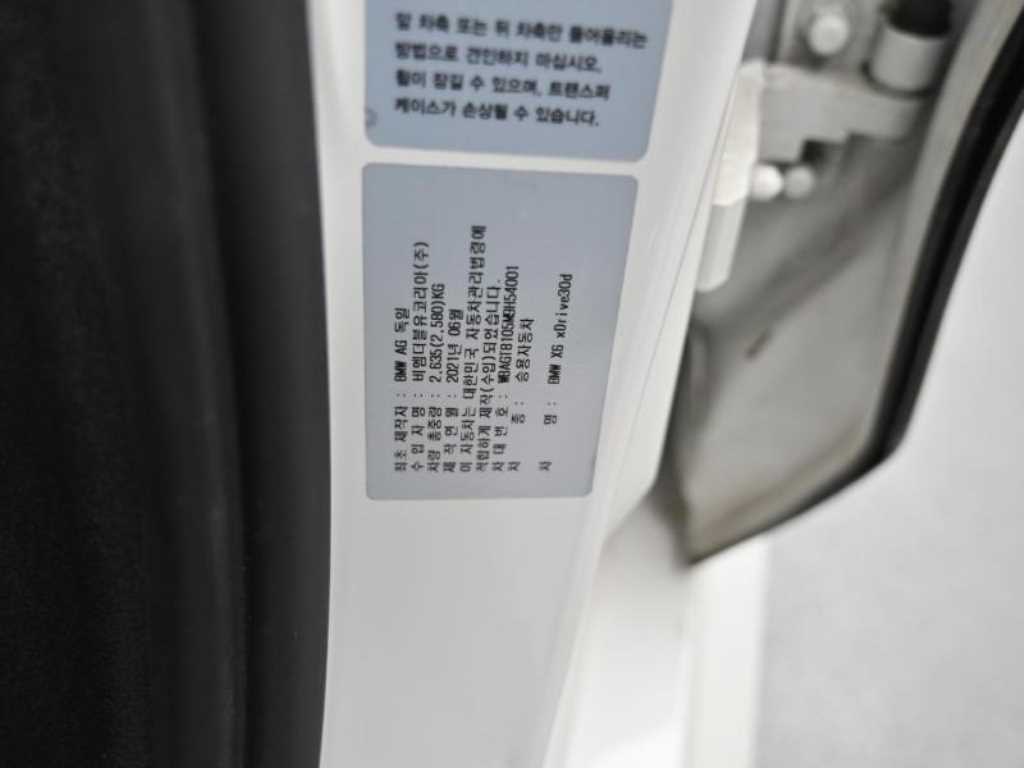 앞 차축 또는 뒤 차축만 들어올리는
방법으로 견인하지 마십시오.
휠이 잠길 수 있으며, 트랜스퍼
케이스가 손상될 수 있습니다.
최초 제작자 : BMW AG 독일
수 입 자 명 : 비엠더블유코리아(주)
차량 총중량 : 2,635(2,580)KG
제 작 연 월 : 2021년 06월
이 자동차는 대한민국 자동차관리법령에
적합하게 제작(수입)되었습니다.
차 대 번 호 :
차 종 : 승용자동차
차 명 : BMW X6 xDrive30d